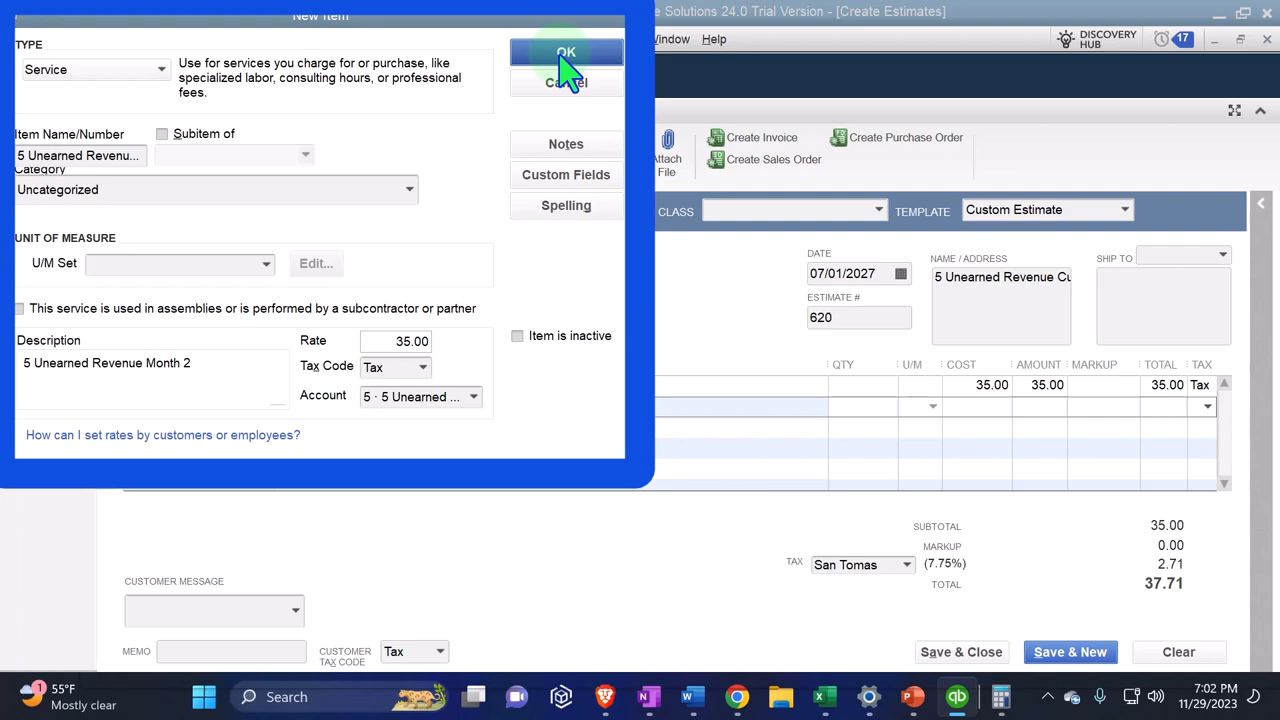 New Item
Solutions 24.0 Trial Version - [Create Estimates]
TYPE
Service
Use for services you charge for or purchase, like
specialized labor, consulting hours, or professional
fees.
OK
Cancel
Window Help
DISCOVERY
HUB
17
Item Name/Number
Subitem of
5 Unearned Revenu...
Category
Uncategorized
Notes
Custom Fields
Spelling
Attach
File
Create Invoice
Create Sales Order
Create Purchase Order
CLASS
TEMPLATE
Custom Estimate
UNIT OF MEASURE
U/M Set
Edit...
This service is used in assemblies or is performed by a subcontractor or partner
Description
5 Unearned Revenue Month 2
Rate
35.00
Tax Code
Tax
Account
5 · 5 Unearned ...
Item is inactive
How can I set rates by customers or employees?
DATE
07/01/2027
ESTIMATE #
620
NAME / ADDRESS
5 Unearned Revenue Cu
SHIP TO
QTY U/M COST AMOUNT MARKUP TOTAL TAX
35.00 35.00 35.00 Tax
SUBTOTAL 35.00
MARKUP 0.00
TAX San Tomas (7.75%) 2.71
TOTAL 37.71
CUSTOMER MESSAGE
MEMO
CUSTOMER
TAX CODE
Tax
Save & Close
Save & New
Clear
1
55°F
Mostly clear
Search
7:02 PM
11/29/2023